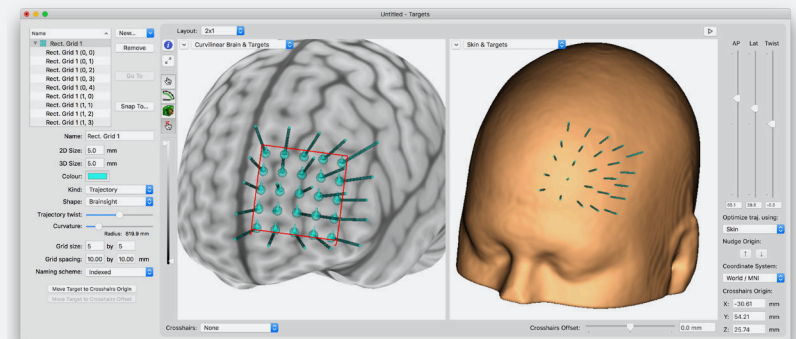 Untitled - Targets
Name
Rect. Grid 1
Rect. Grid 1 (0, 0)
Rect. Grid 1 (0, 1)
Rect. Grid 1 (0, 2)
Rect. Grid 1 (0, 3)
Rect. Grid 1 (0, 4)
Rect. Grid 1 (1, 0)
Rect. Grid 1 (1, 1)
Rect. Grid 1 (1, 2)
Rect. Grid 1 (1, 3)
New...
Remove
Go To
Snap To...
Name: Rect. Grid 1
2D Size: 5.0 mm
3D Size: 5.0 mm
Colour:
Kind: Trajectory
Shape: Brainsight
Trajectory twist:
Curvature:
Radius: 819.9 mm
Grid size: 5 by 5
Grid spacing: 10.00 by 10.00 mm
Naming scheme: Indexed
Move Target to Crosshairs Origin
Move Target to Crosshairs Offset
Layout: 2x1
Curvilinear Brain & Targets
Skin & Targets
Crosshairs: None
Crosshairs Offset: 0.0 mm
AP Lat Twist
-0.0
Optimize traj. using:
Skin
Nudge Origin:
Coordinate System:
World / MNI
Crosshairs Origin:
X: -30.61 mm
Y: 54.21 mm
Z: 25.74 mm